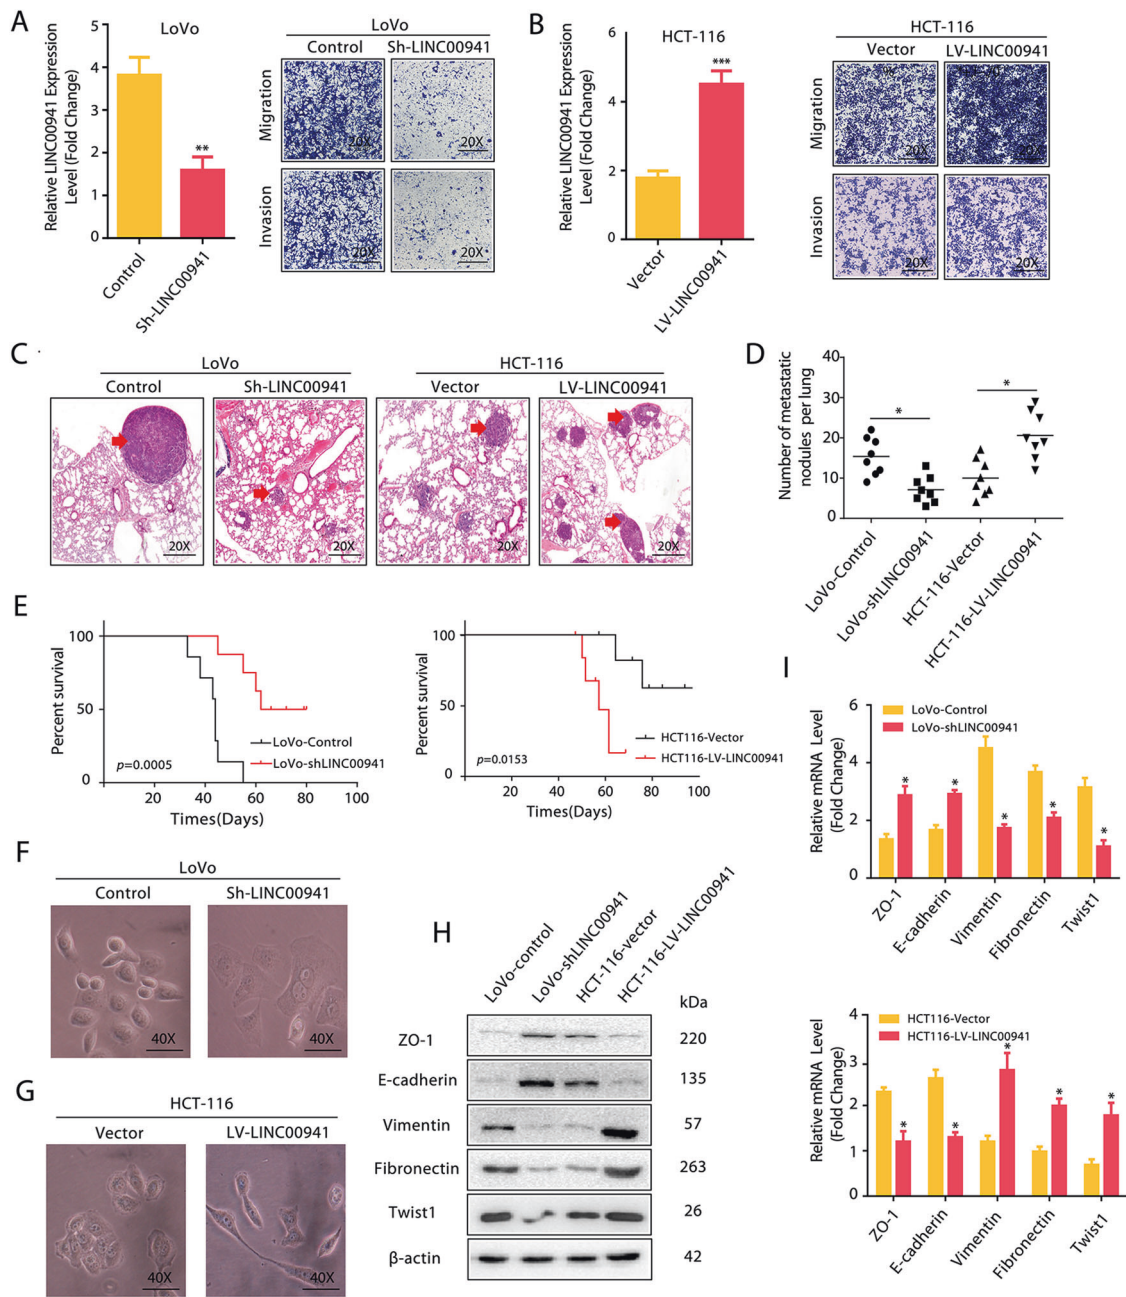 A
LoVo
Relative LINC00941 Expression
Level (Fold Change)
5
4
3
2
1
0
**
Control
Sh-LINC00941
LoVo
Control
Sh-LINC00941
Migration
20X
20X
Invasion
20X
20X
B
HCT-116
Relative LINC00941 Expression
Level (Fold Change)
6
4
2
0
***
Vector
LV-LINC00941
HCT-116
Vector
LV-LINC00941
Migration
20X
20X
Invasion
20X
20X
C
LoVo
HCT-116
Control
Sh-LINC00941
Vector
LV-LINC00941
20X
20X
20X
20X
D
Number of metastatic
nodules per lung
40
30
20
10
0
*
*
LoVo-Control
LoVo-shLINC00941
HCT-116-Vector
HCT-116-LV-LINC00941
E
Percent survival
100
50
0
LoVo-Control
LoVo-shLINC00941
p=0.0005
20
40
60
80
100
Times(Days)
Percent survival
100
50
0
HCT116-Vector
HCT116-LV-LINC00941
p=0.0153
20
40
60
80
100
Times(Days)
F
LoVo
Control
Sh-LINC00941
40X
40X
G
HCT-116
Vector
LV-LINC00941
40X
40X
H
LoVo-control
LoVo-shLINC00941
HCT-116-vector
HCT-116-LV-LINC00941
kDa
ZO-1
220
E-cadherin
135
Vimentin
57
Fibronectin
263
Twist1
26
β-actin
42
I
LoVo-Control
LoVo-shLINC00941
Relative mRNA Level
(Fold Change)
6
4
2
0
*
*
*
*
*
ZO-1
E-cadherin
Vimentin
Fibronectin
Twist1
HCT116-Vector
HCT116-LV-LINC00941
Relative mRNA Level
(Fold Change)
3
2
1
0
*
*
*
*
*
ZO-1
E-cadherin
Vimentin
Fibronectin
Twist1